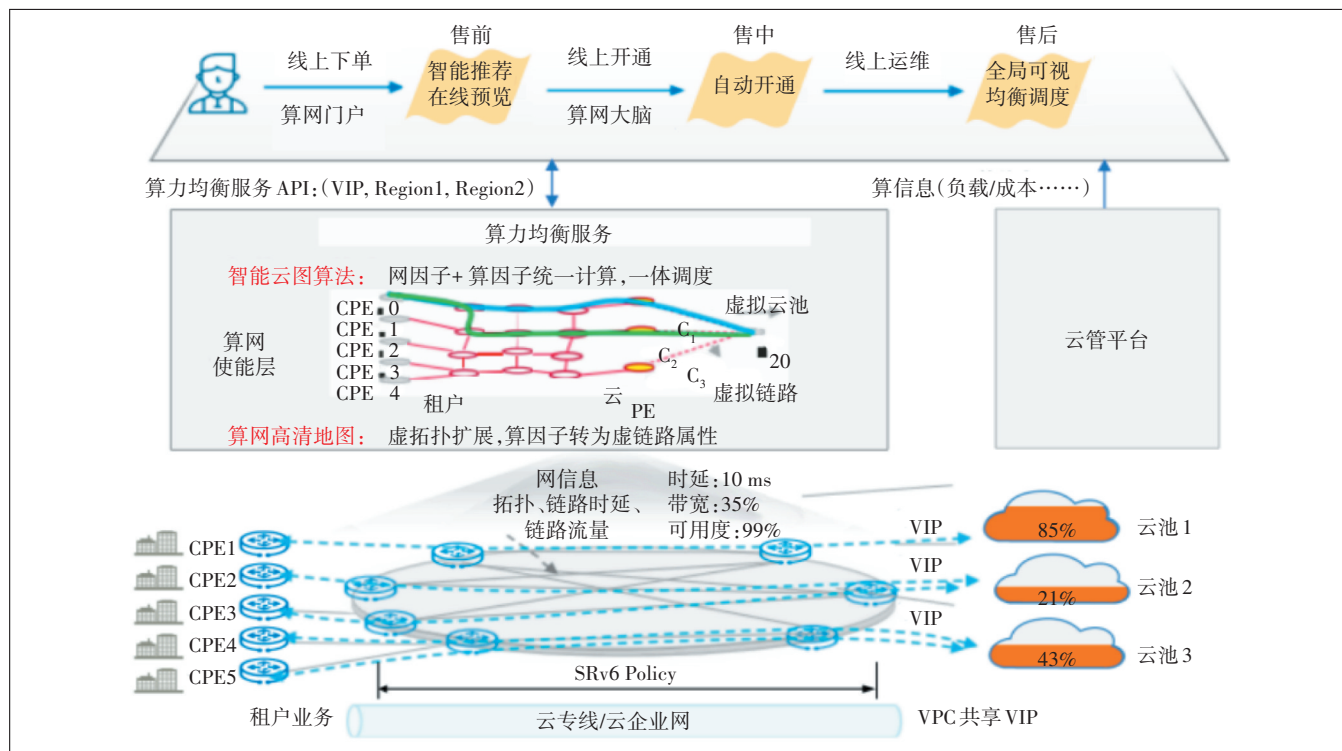 售前
售中
售后
线上下单
智能推荐
在线预览
线上开通
自动开通
线上运维
全局可视
均衡调度
算网门户
算网大脑
算力均衡服务 API:(VIP, Region1, Region2)
算信息(负载/成本……)
算力均衡服务
智能云图算法: 网因子+ 算因子统一计算,一体调度
CPE 0
CPE 1
CPE 2
CPE 3
CPE 4
算网
使能层
虚拟云池
C1
C2
C3
20
虚拟链路
租户
云
PE
算网高清地图: 虚拓扑扩展,算因子转为虚链路属性
云管平台
网信息
拓扑、链路时延、
链路流量
时延:10 ms
带宽:35%
可用度:99%
CPE1
CPE2
CPE3
CPE4
CPE5
VIP
VIP
VIP
85%
云池 1
21%
云池 2
43%
云池 3
SRv6 Policy
租户业务
云专线/云企业网
VPC 共享 VIP